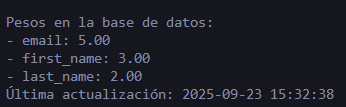 Pesos en la base de datos:
- email: 5.00
- first_name: 3.00
- last_name: 2.00
Última actualización: 2025-09-23 15:32:38